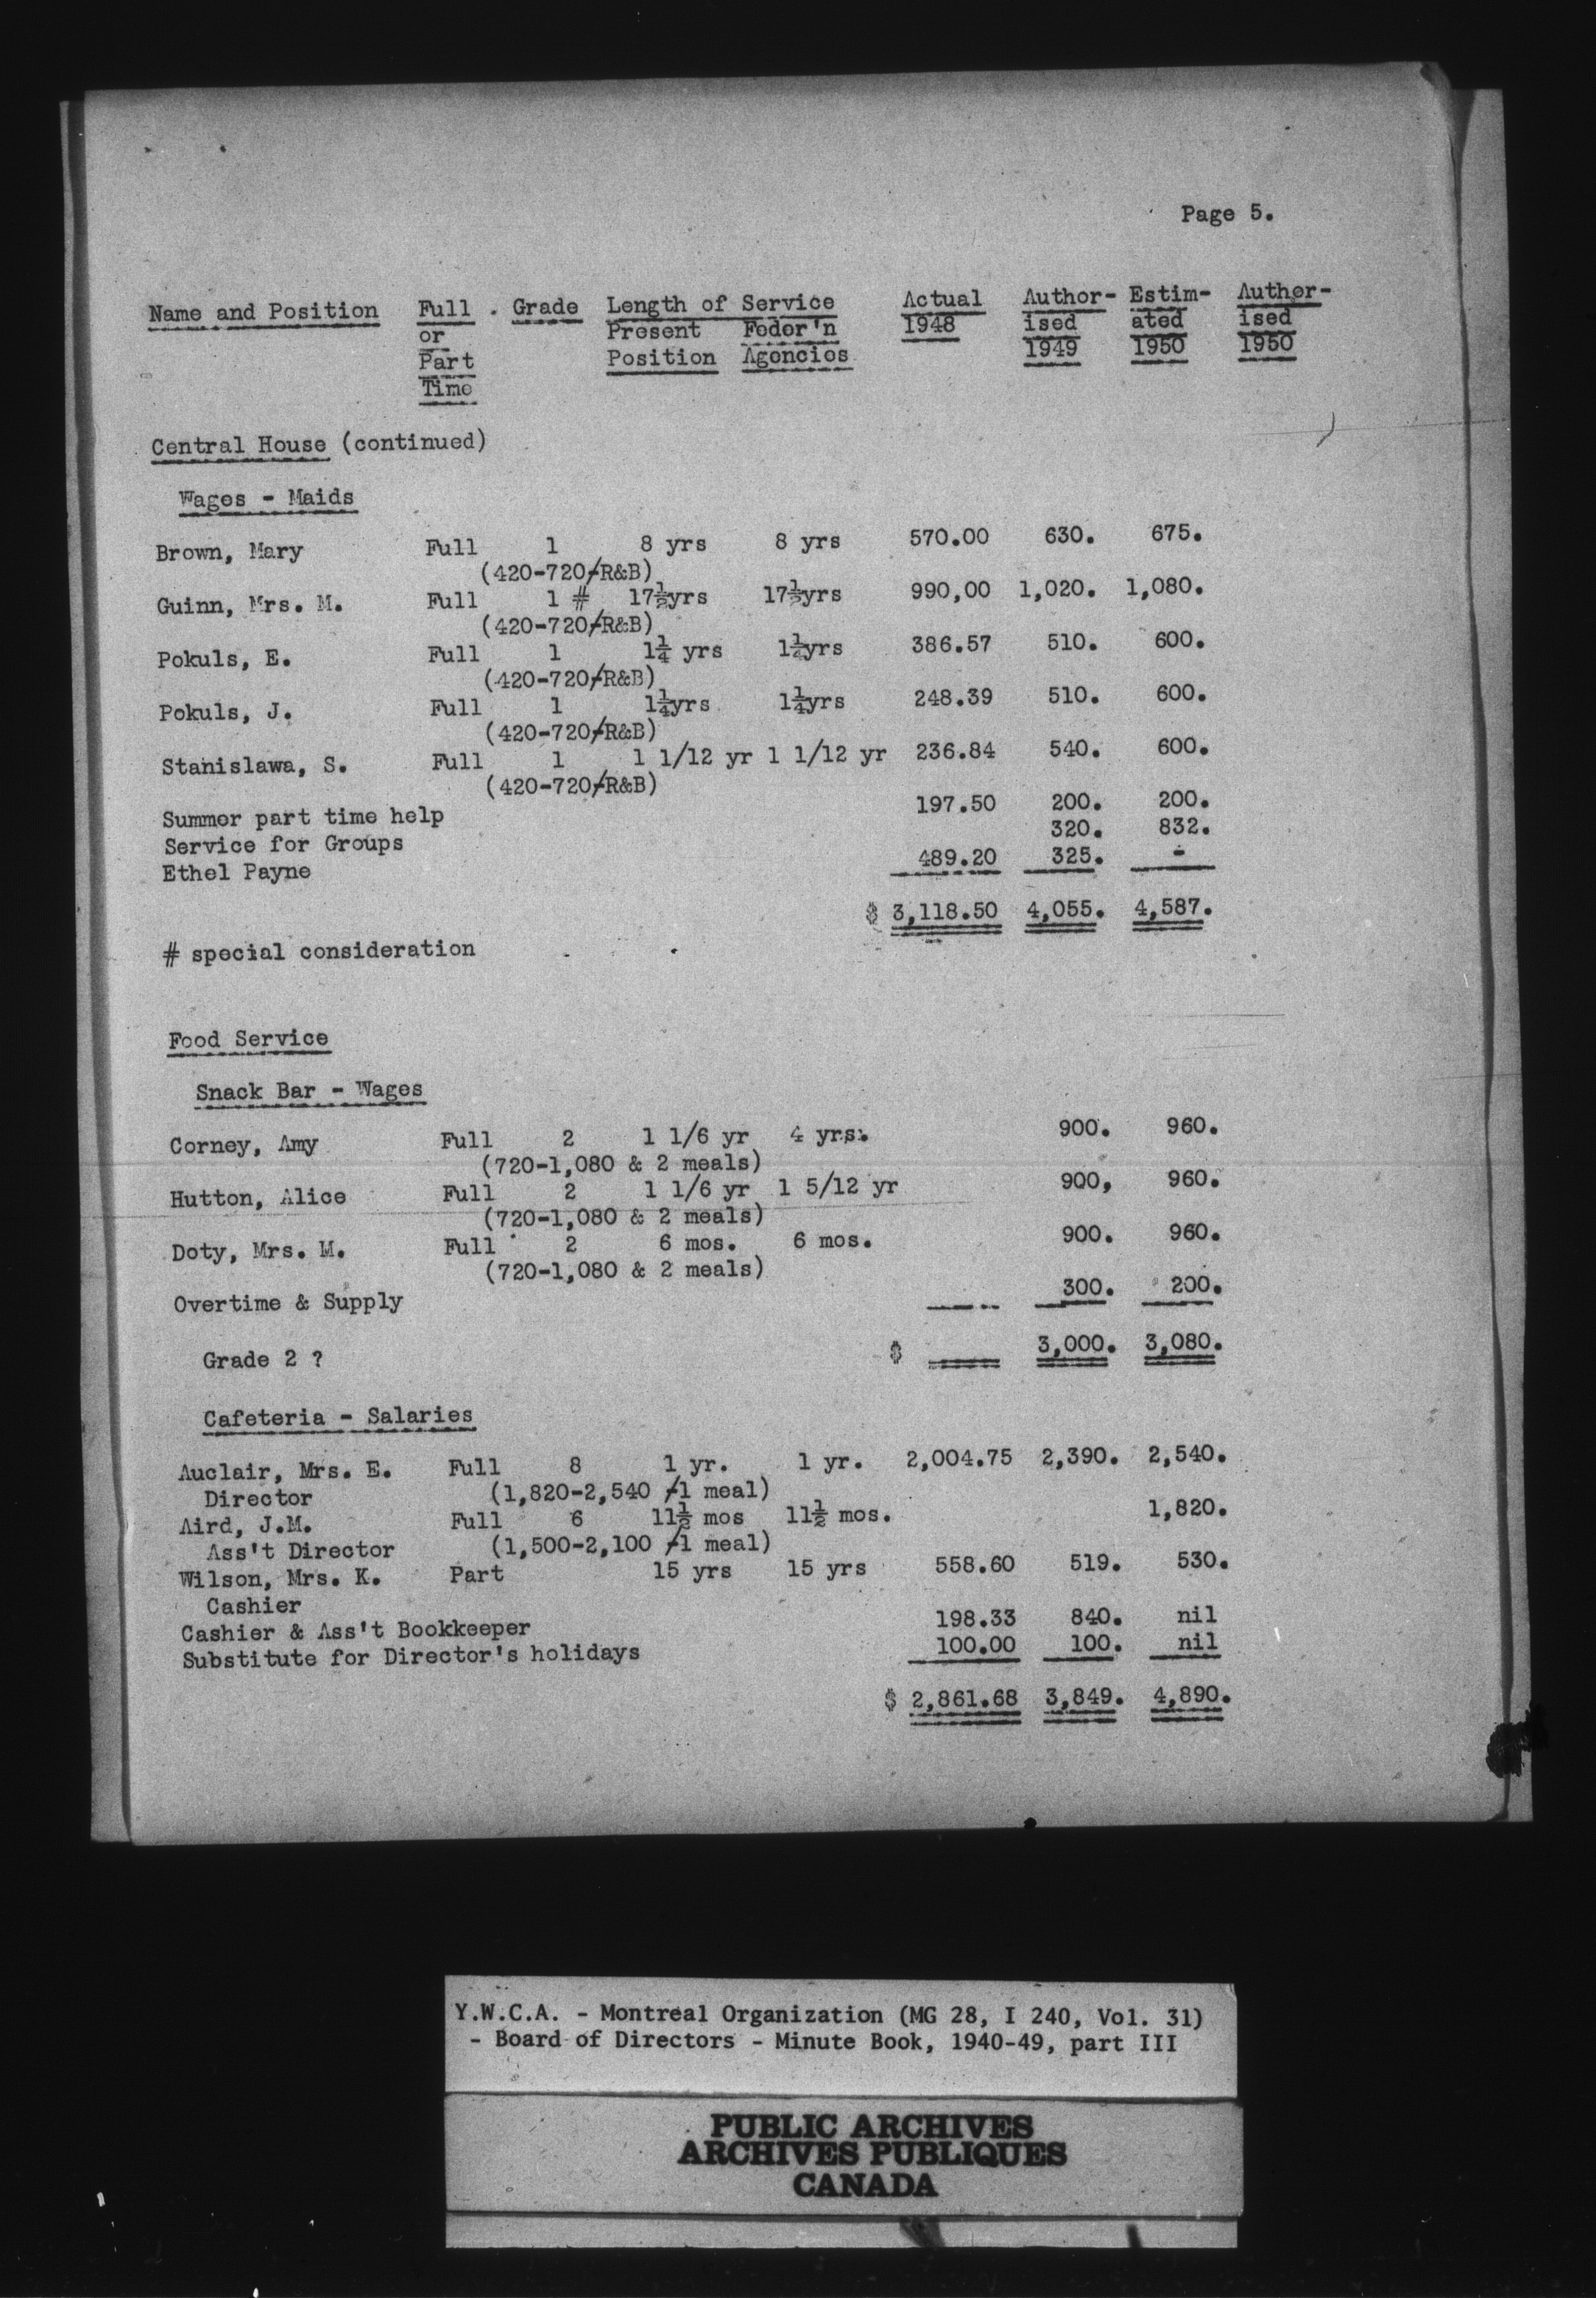 Page 5.
Name and Position Full . Grade Length of Service Actual Author- Estim- Author-
or Present Feder'n 1948 ised ated ised
Part Position Agencies 1949 1950 1950
Time
Central House (continued)
Wages - Maids
Brown, Mary Full 1 8 yrs 8 yrs 570.00 630. 675.
(420-720/R&B)
Guinn, Mrs. M. Full 1 # 17½yrs 17½yrs 990,00 1,020. 1,080.
(420-720/R&B)
Pokuls, E. Full 1 1¼ yrs 1¼yrs 386.57 510. 600.
(420-720/R&B)
Pokuls, J. Full 1 1¼yrs 1¼yrs 248.39 510. 600.
(420-720/R&B)
Stanislawa, S. Full 1 1 1/12 yr 1 1/12 yr 236.84 540. 600.
(420-720/R&B)
Summer part time help 197.50 200. 200.
Service for Groups 320. 832.
Ethel Payne 489.20 325. -
$ 3,118.50 4,055. 4,587.
# special consideration
Food Service
Snack Bar - Wages
Corney, Amy Full 2 1 1/6 yr 4 yrs. 900. 960.
(720-1,080 & 2 meals)
Hutton, Alice Full 2 1 1/6 yr 1 5/12 yr 900, 960.
(720-1,080 & 2 meals)
Doty, Mrs. M. Full 2 6 mos. 6 mos. 900. 960.
(720-1,080 & 2 meals)
Overtime & Supply 300. 200.
Grade 2 ? $ 3,000. 3,080.
Cafeteria - Salaries
Auclair, Mrs. E. Full 8 1 yr. 1 yr. 2,004.75 2,390. 2,540.
Director (1,820-2,540 /1 meal)
Aird, J.M. Full 6 11½ mos 11½ mos. 1,820.
Ass't Director (1,500-2,100 /1 meal)
Wilson, Mrs. K. Part 15 yrs 15 yrs 558.60 519. 530.
Cashier
Cashier & Ass't Bookkeeper 198.33 840. nil
Substitute for Director's holidays 100.00 100. nil
$ 2,861.68 3,849. 4,890.
Y.W.C.A. - Montreal Organization (MG 28, I 240, Vol. 31)
- Board of Directors - Minute Book, 1940-49, part III
PUBLIC ARCHIVES
ARCHIVES PUBLIQUES
CANADA